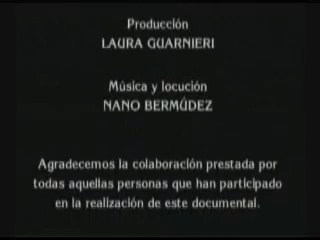 Producción
LAURA GUARNIERI
Música y locución
NANO BERMÚDEZ
Agradecemos la colaboración prestada por
todas aquellas personas que han participado
en la realización de este documental.